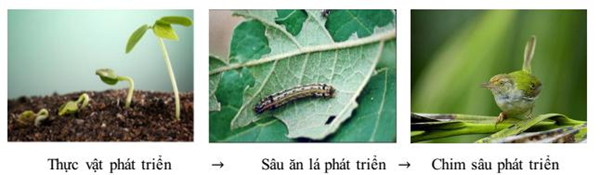 Thực vật phát triển → Sâu ăn lá phát triển → Chim sâu phát triển